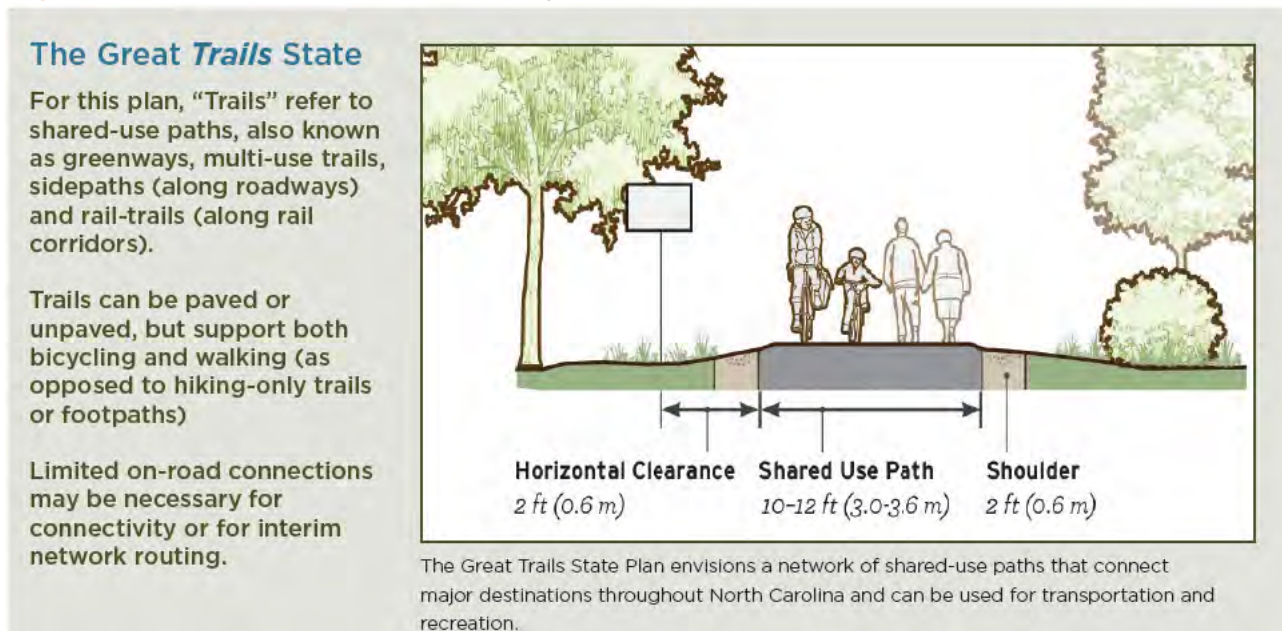 The Great Trails State
For this plan, “Trails” refer to
shared-use paths, also known
as greenways, multi-use trails,
sidepaths (along roadways)
and rail-trails (along rail
corridors).
Trails can be paved or
unpaved, but support both
bicycling and walking (as
opposed to hiking-only trails
or footpaths)
Limited on-road connections
may be necessary for
connectivity or for interim
network routing.
Horizontal Clearance
2 ft (0.6 m)
Shared Use Path
10-12 ft (3.0-3.6 m)
Shoulder
2 ft (0.6 m)
The Great Trails State Plan envisions a network of shared-use paths that connect
major destinations throughout North Carolina and can be used for transportation and
recreation.